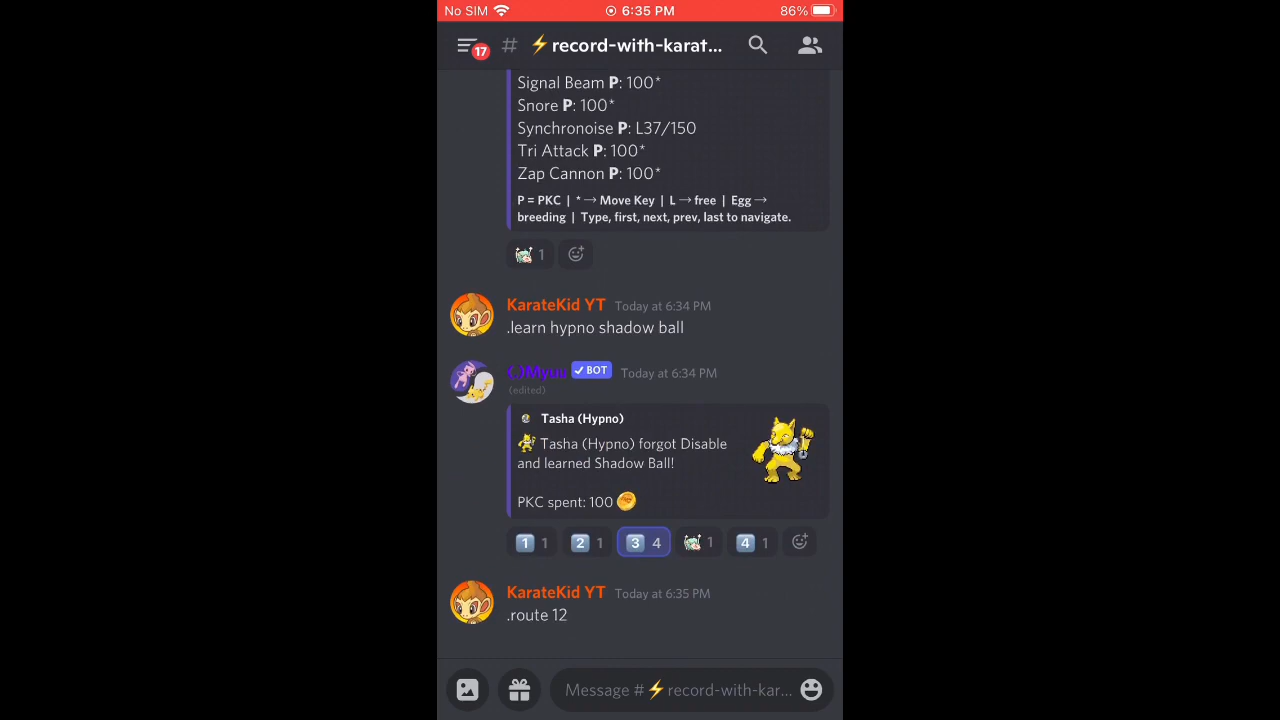 No SIM 6:35 PM 86%
17 # ⚡record-with-karat...
Signal Beam P: 100*
Snore P: 100*
Synchronoise P: L37/150
Tri Attack P: 100*
Zap Cannon P: 100*
P = PKC | * → Move Key | L → free | Egg →
breeding | Type, first, next, prev, last to navigate.
1
KarateKid YT Today at 6:34 PM
.learn hypno shadow ball
(,)Myuu ✓ BOT Today at 6:34 PM
(edited)
Tasha (Hypno)
Tasha (Hypno) forgot Disable
and learned Shadow Ball!
PKC spent: 100
1 1 2 1 3 4 1 4 1
KarateKid YT Today at 6:35 PM
.route 12
Message #⚡record-with-kar...